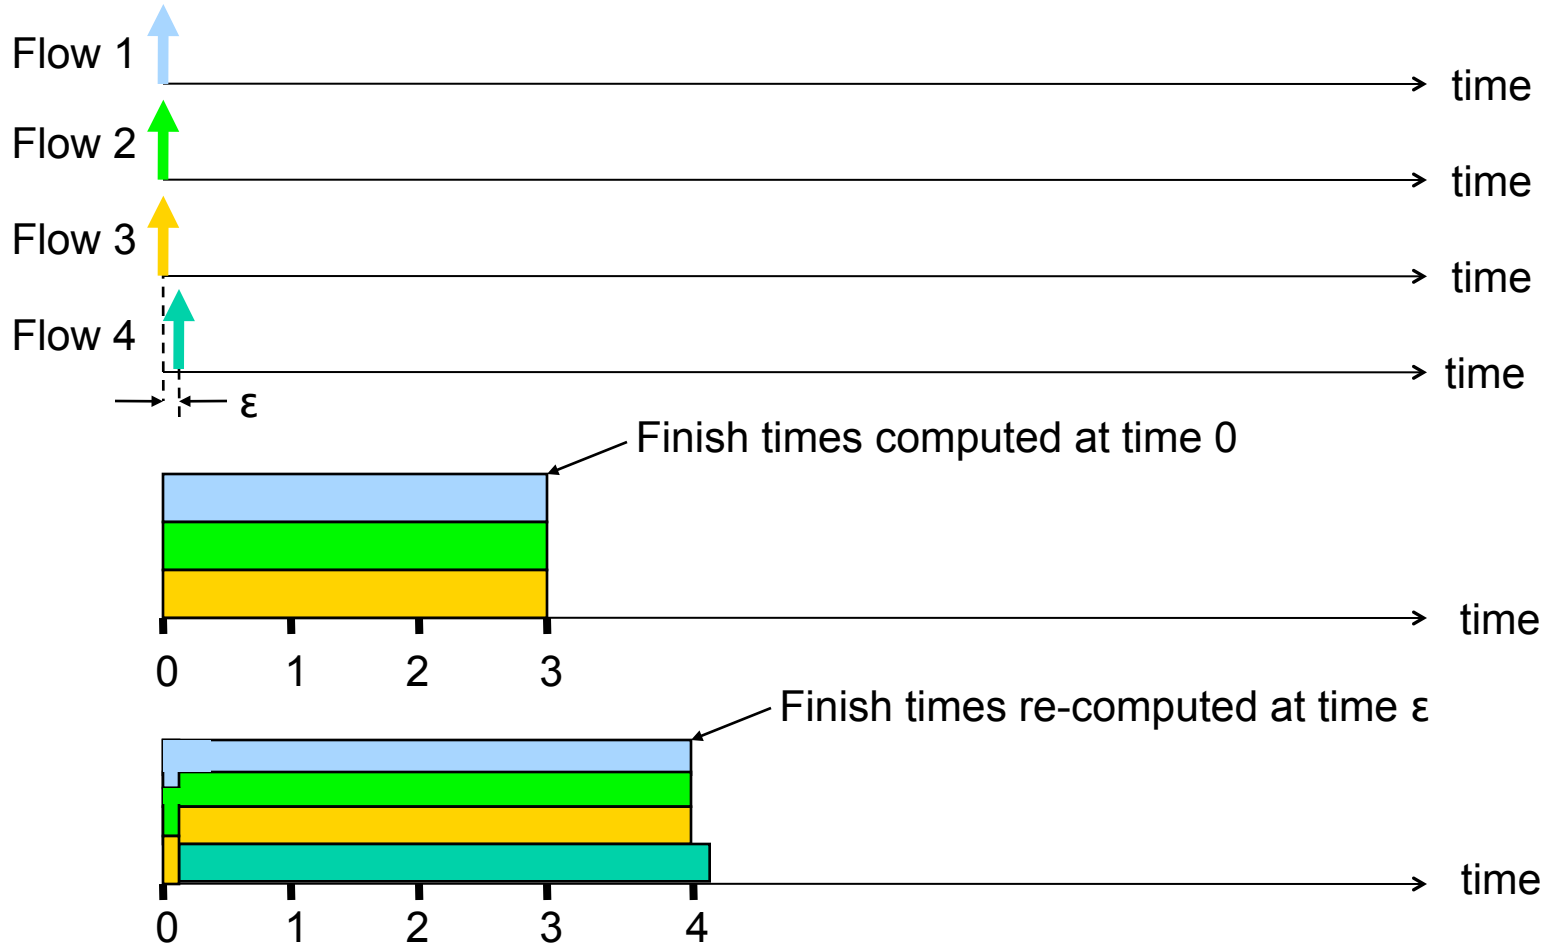 Flow 1
time
Flow 2
time
Flow 3
time
Flow 4
time
ε
Finish times computed at time 0
time
0 1 2 3
Finish times re-computed at time ε
time
0 1 2 3 4